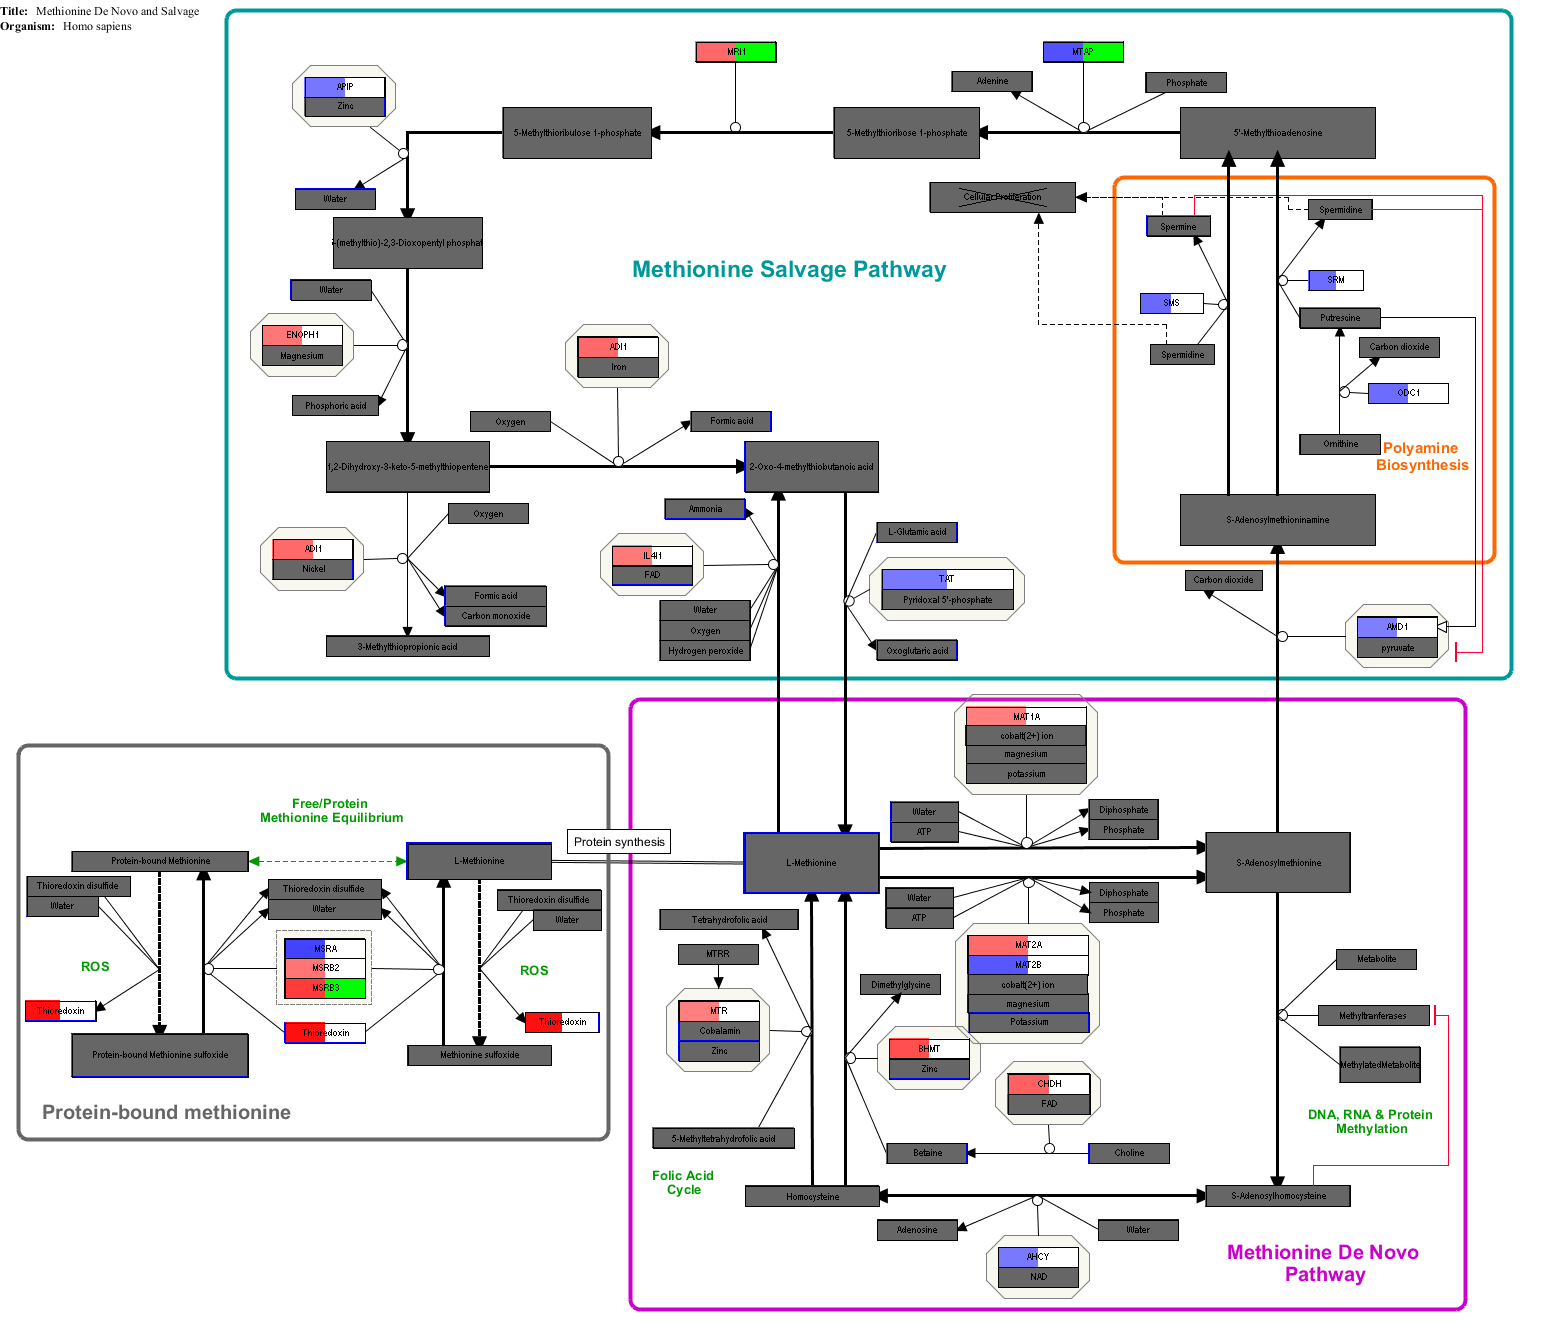 Title: Methionine De Novo and Salvage
Organism: Homo sapiens
MRI1
MTAP
Adenine
Phosphate
APIP
Zinc
5-Methylthioribulose 1-phosphate
5-Methylthioribose 1-phosphate
5'-Methylthioadenosine
Water
Cellular Proliferation
Spermine
Spermidine
-(methylthio)-2,3-Dioxopentyl phosphat
Methionine Salvage Pathway
Water
SRM
SMS
Putrescine
ENOPH1
Magnesium
ADI1
Iron
Spermidine
Carbon dioxide
ODC1
Phosphoric acid
Oxygen
Formic acid
Ornithine
Polyamine
Biosynthesis
1,2-Dihydroxy-3-keto-5-methylthiopentene
2-Oxo-4-methylthiobutanoic acid
Oxygen
Ammonia
S-Adenosylmethioninamine
L-Glutamic acid
ADI1
Nickel
IL4I1
FAD
TAT
Pyridoxal 5'-phosphate
Carbon dioxide
Formic acid
Carbon monoxide
Water
Oxygen
Hydrogen peroxide
Oxoglutaric acid
AMD1
pyruvate
3-Methylthiopropionic acid
MAT1A
cobalt(2+) ion
magnesium
potassium
Free/Protein
Methionine Equilibrium
Water
ATP
Diphosphate
Phosphate
Protein synthesis
Protein-bound Methionine
L-Methionine
L-Methionine
S-Adenosylmethionine
Thioredoxin disulfide
Water
Thioredoxin disulfide
Water
Thioredoxin disulfide
Water
Water
ATP
Diphosphate
Phosphate
Tetrahydrofolic acid
MSRA
MSRB2
MSRB3
MTRR
MAT2A
MAT2B
cobalt(2+) ion
magnesium
Potassium
Metabolite
ROS
ROS
Dimethylglycine
Thioredoxin
Thioredoxin
Thioredoxin
MTR
Cobalamin
Zinc
Methyltranferases
Protein-bound Methionine sulfoxide
Methionine sulfoxide
BHMT
Zinc
MethylatedMetabolite
CHDH
FAD
Protein-bound methionine
DNA, RNA & Protein
Methylation
5-Methyltetrahydrofolic acid
Betaine
Choline
Folic Acid
Cycle
Homocysteine
S-Adenosylhomocysteine
Adenosine
Water
AHCY
NAD
Methionine De Novo
Pathway